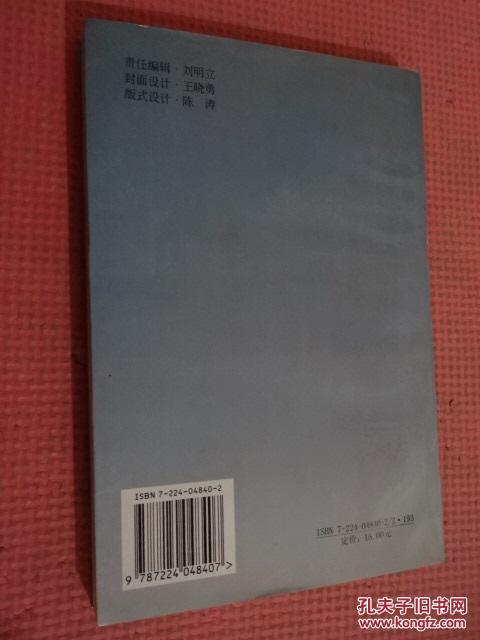 责任编辑·刘明立
封面设计·王晓勇
版式设计·陈 涛
ISBN 7-224-04840-2
9 787224 048407
ISBN 7-224-04840-2/Z·193
定价：16.00元
孔夫子旧书网
www.kongfz.com